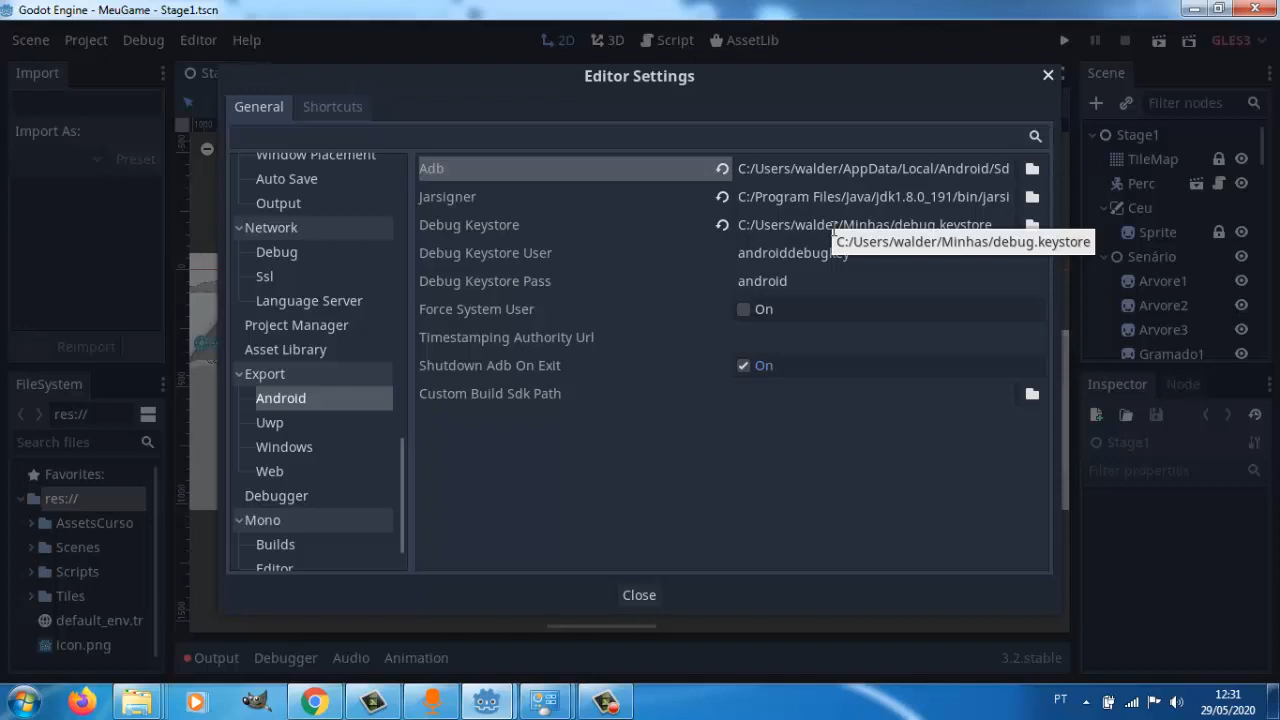 Godot Engine - MeuGame - Stage1.tscn
Scene Project Debug Editor Help
2D 3D Script AssetLib
GLES3
Import
Import As:
Preset
Reimport
FileSystem
res://
Search files
Favorites:
res://
AssetsCurso
Scenes
Scripts
Tiles
default_env.tr
icon.png
Sta
1000
-500
500
1000
1500
Editor Settings
General Shortcuts
Window Placement
Auto Save
Output
Network
Debug
Ssl
Language Server
Project Manager
Asset Library
Export
Android
Uwp
Windows
Web
Debugger
Mono
Builds
Editor
Adb C:/Users/walder/AppData/Local/Android/Sd
Jarsigner C:/Program Files/Java/jdk1.8.0_191/bin/jarsi
Debug Keystore C:/Users/walder/Minhas/debug.keystore
C:/Users/walder/Minhas/debug.keystore
Debug Keystore User androiddebugkey
Debug Keystore Pass android
Force System User On
Timestamping Authority Url
Shutdown Adb On Exit On
Custom Build Sdk Path
Close
Output Debugger Audio Animation 3.2.stable
Scene
Filter nodes
Stage1
TileMap
Perc
Ceu
Sprite
Senário
Arvore1
Arvore2
Arvore3
Gramado1
Inspector Node
Stage1
Filter properties
PT
12:31
29/05/2020